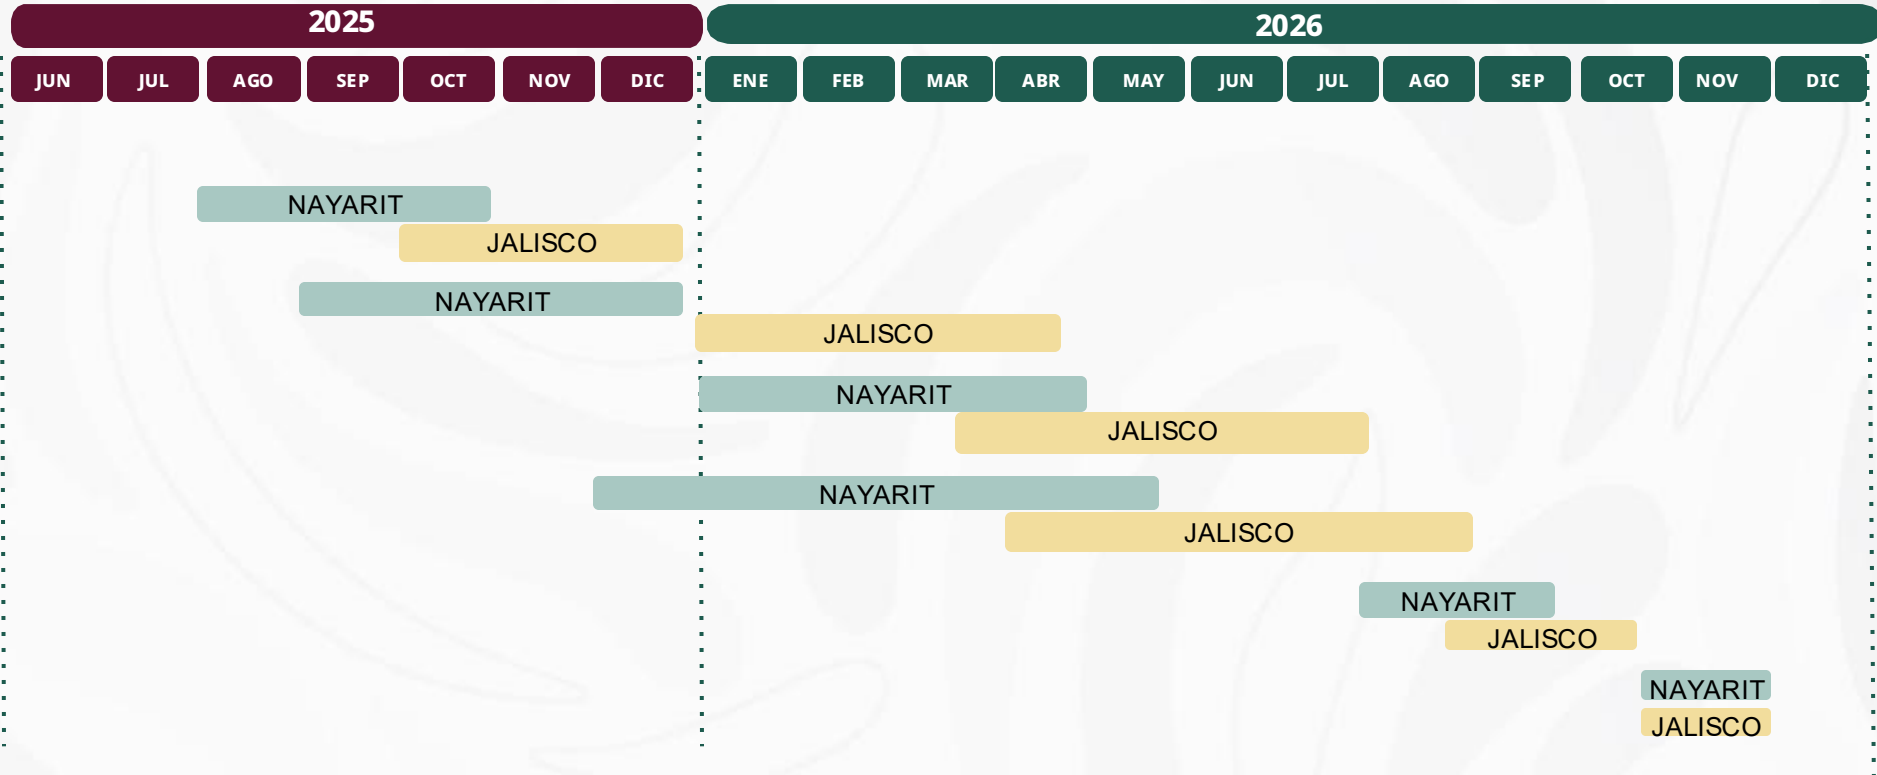 2025 2026
JUN JUL AGO SEP OCT NOV DIC ENE FEB MAR ABR MAY JUN JUL AGO SEP OCT NOV DIC
NAYARIT
JALISCO
NAYARIT
JALISCO
NAYARIT
JALISCO
NAYARIT
JALISCO
NAYARIT
JALISCO
NAYARIT
JALISCO